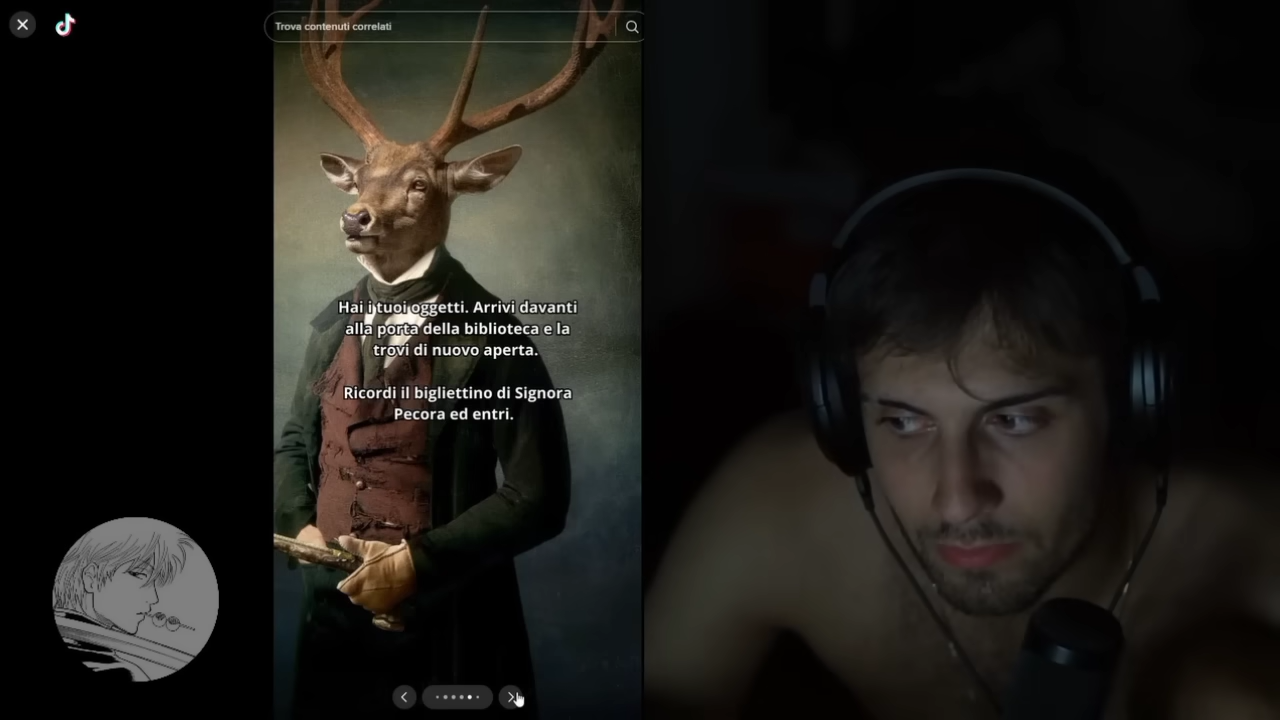 Trova contenuti correlati
Hai i tuoi oggetti. Arrivi davanti
alla porta della biblioteca e la
trovi di nuovo aperta.
Ricordi il bigliettino di Signora
Pecora ed entri.